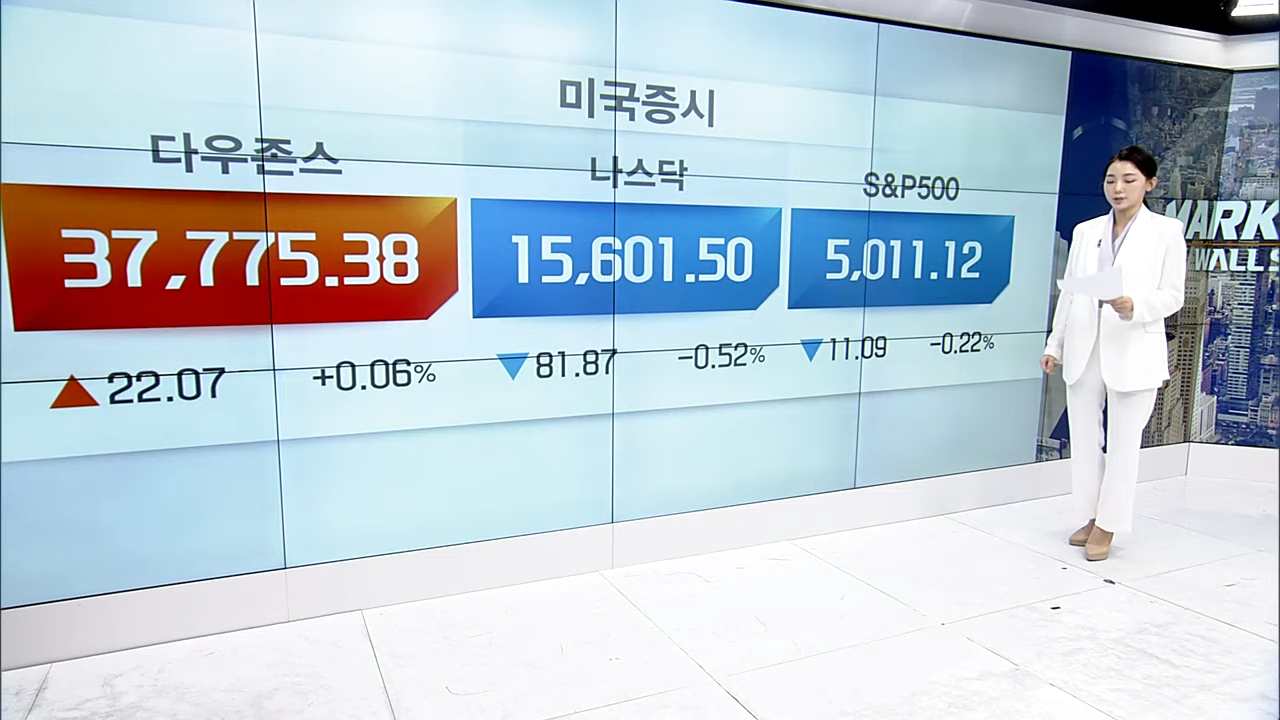 미국증시
다우존스
37,775.38
▲22.07 +0.06%
나스닥
15,601.50
▼81.87 -0.52%
S&P500
5,011.12
▼11.09 -0.22%
MARK
WALL S